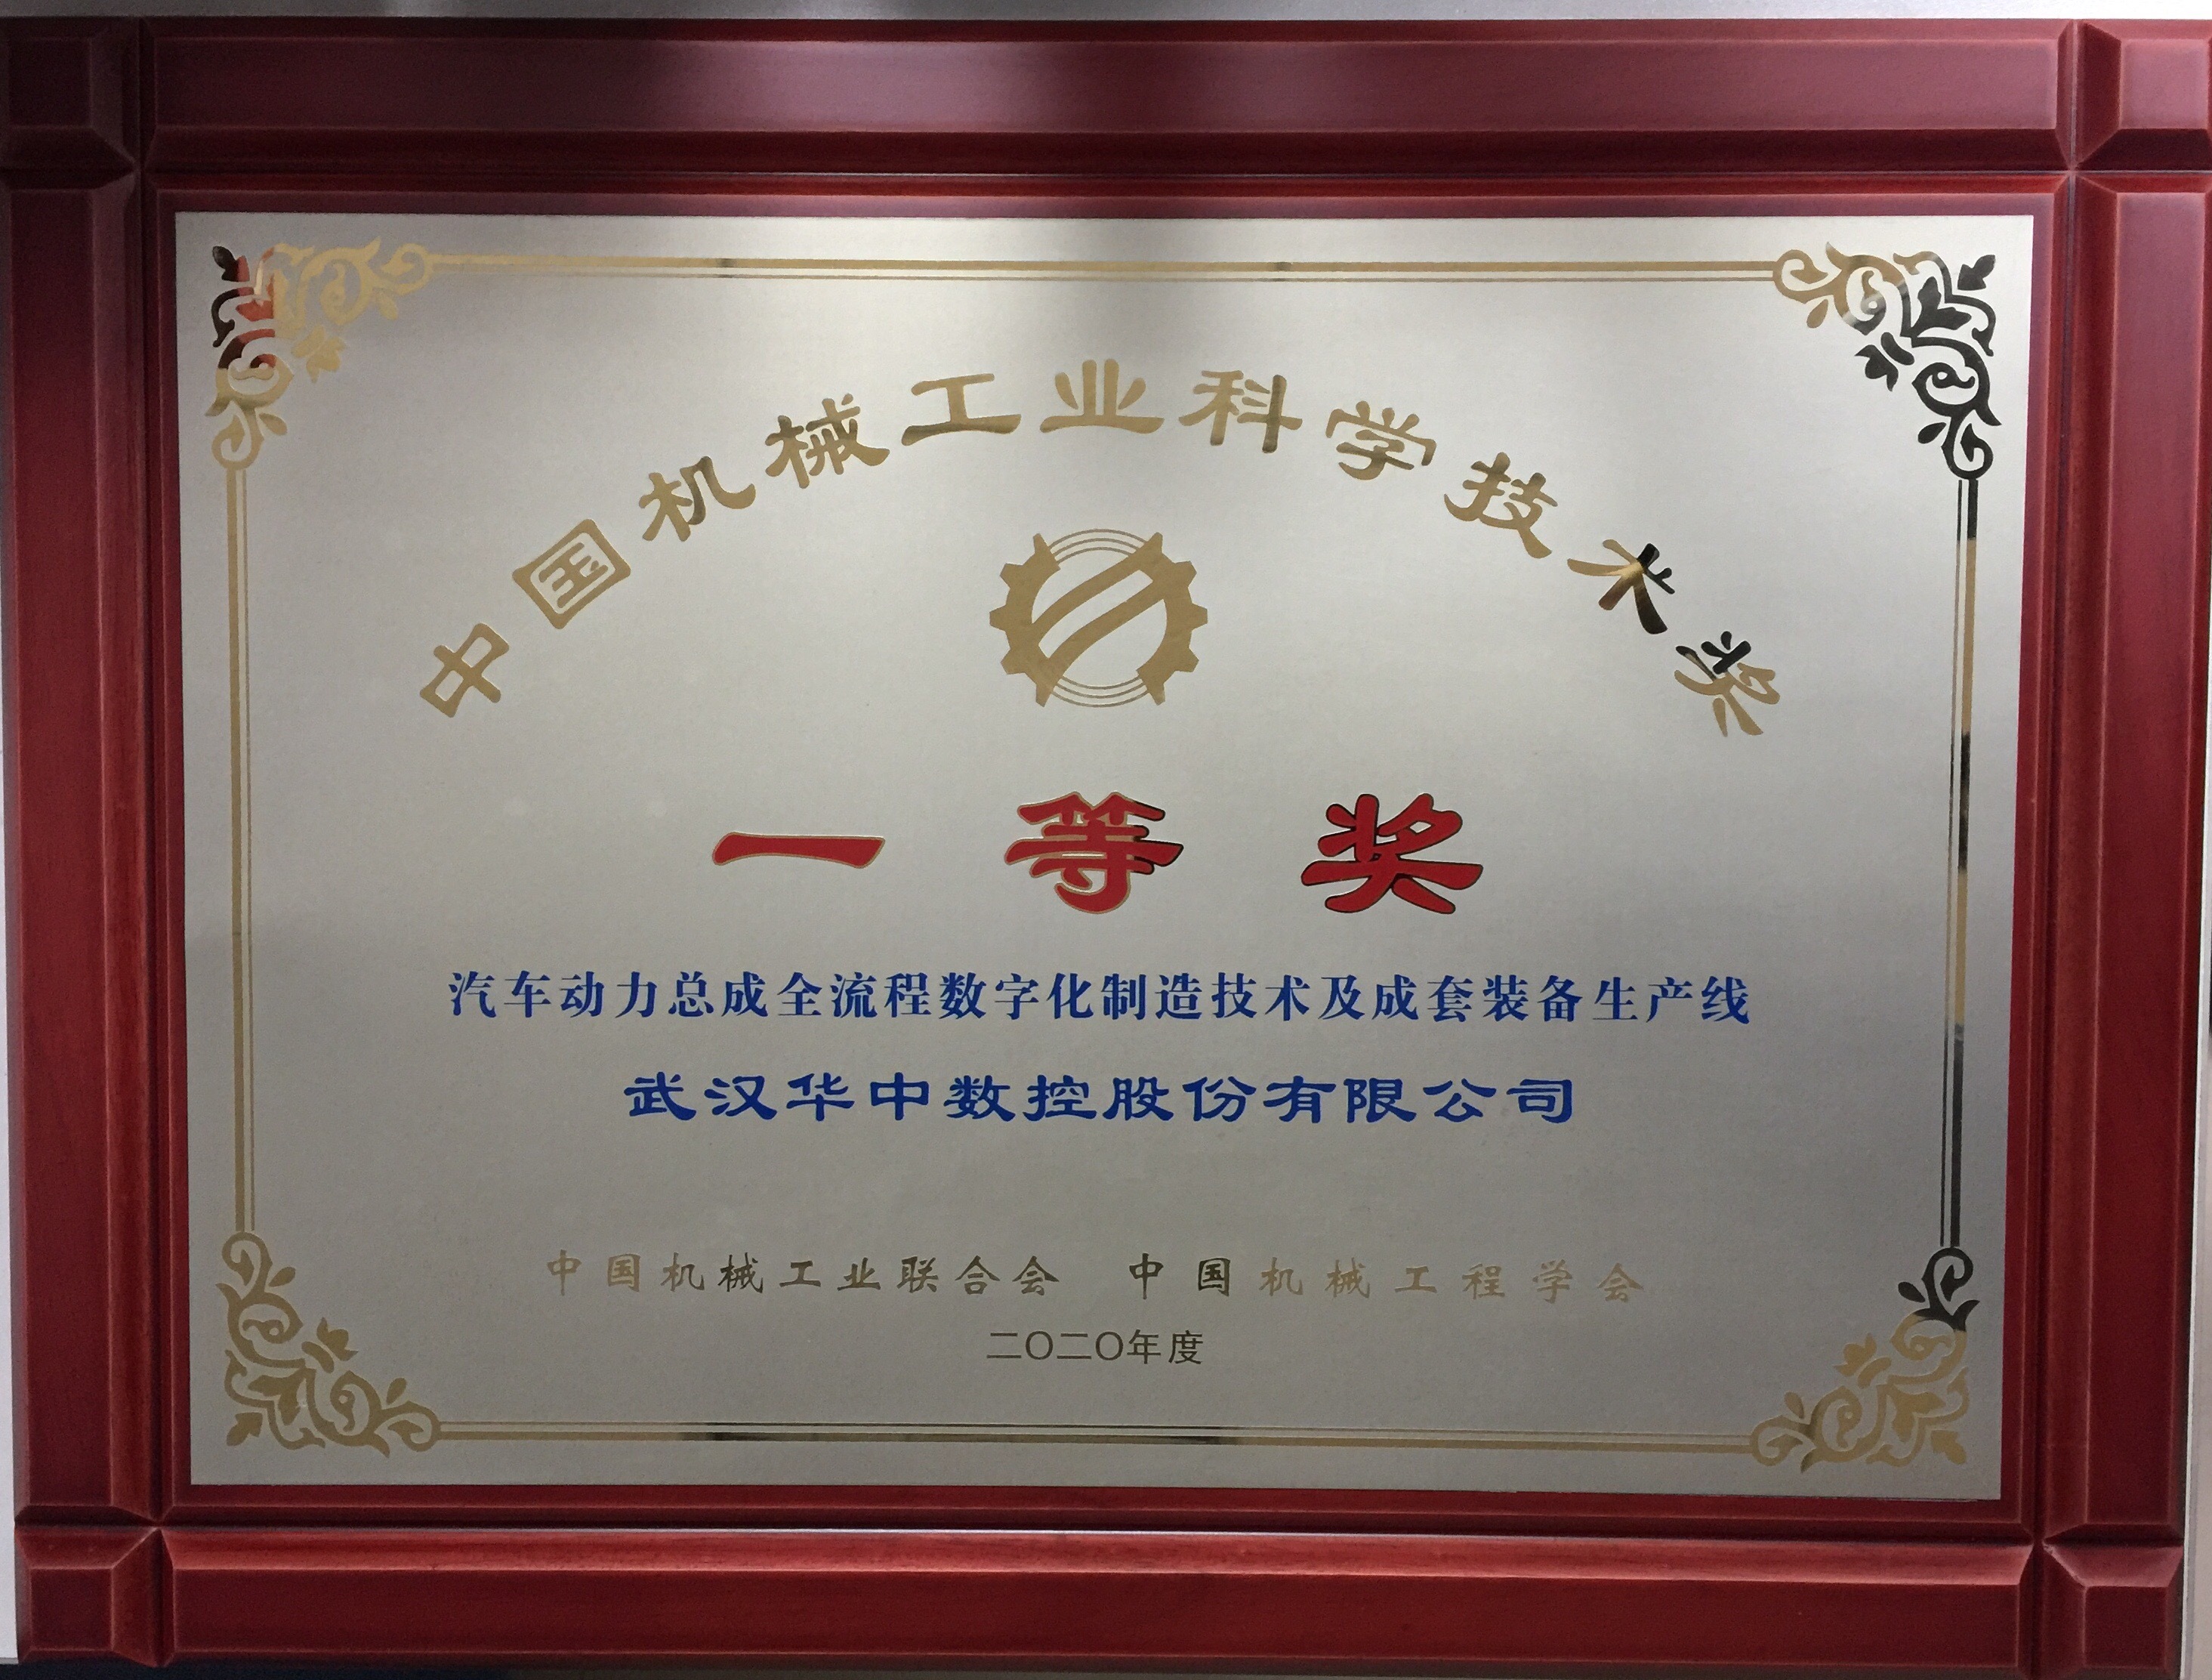 中国机械工业科学技术奖
一等奖
汽车动力总成全流程数字化制造技术及成套装备生产线
武汉华中数控股份有限公司
中国机械工业联合会 中国机械工程学会
二〇二〇年度